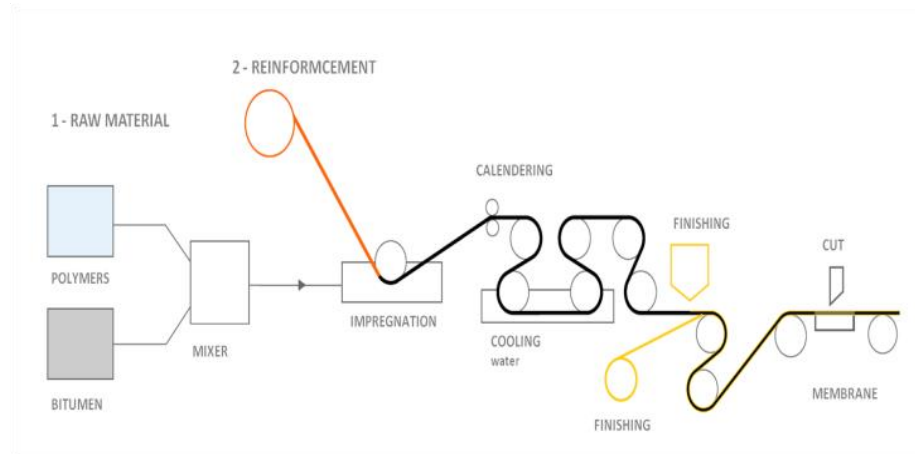 2 - REINFORMCEMENT
1 - RAW MATERIAL
CALENDERING
FINISHING
CUT
POLYMERS
IMPREGNATION
COOLING
water
MIXER
MEMBRANE
BITUMEN
FINISHING